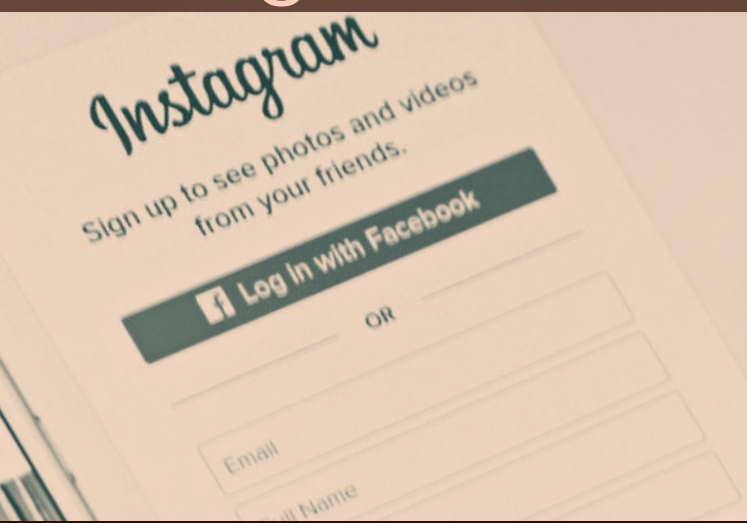 Instagram
Sign up to see photos and videos
from your friends.
f Log in with Facebook
OR
Email
Full Name